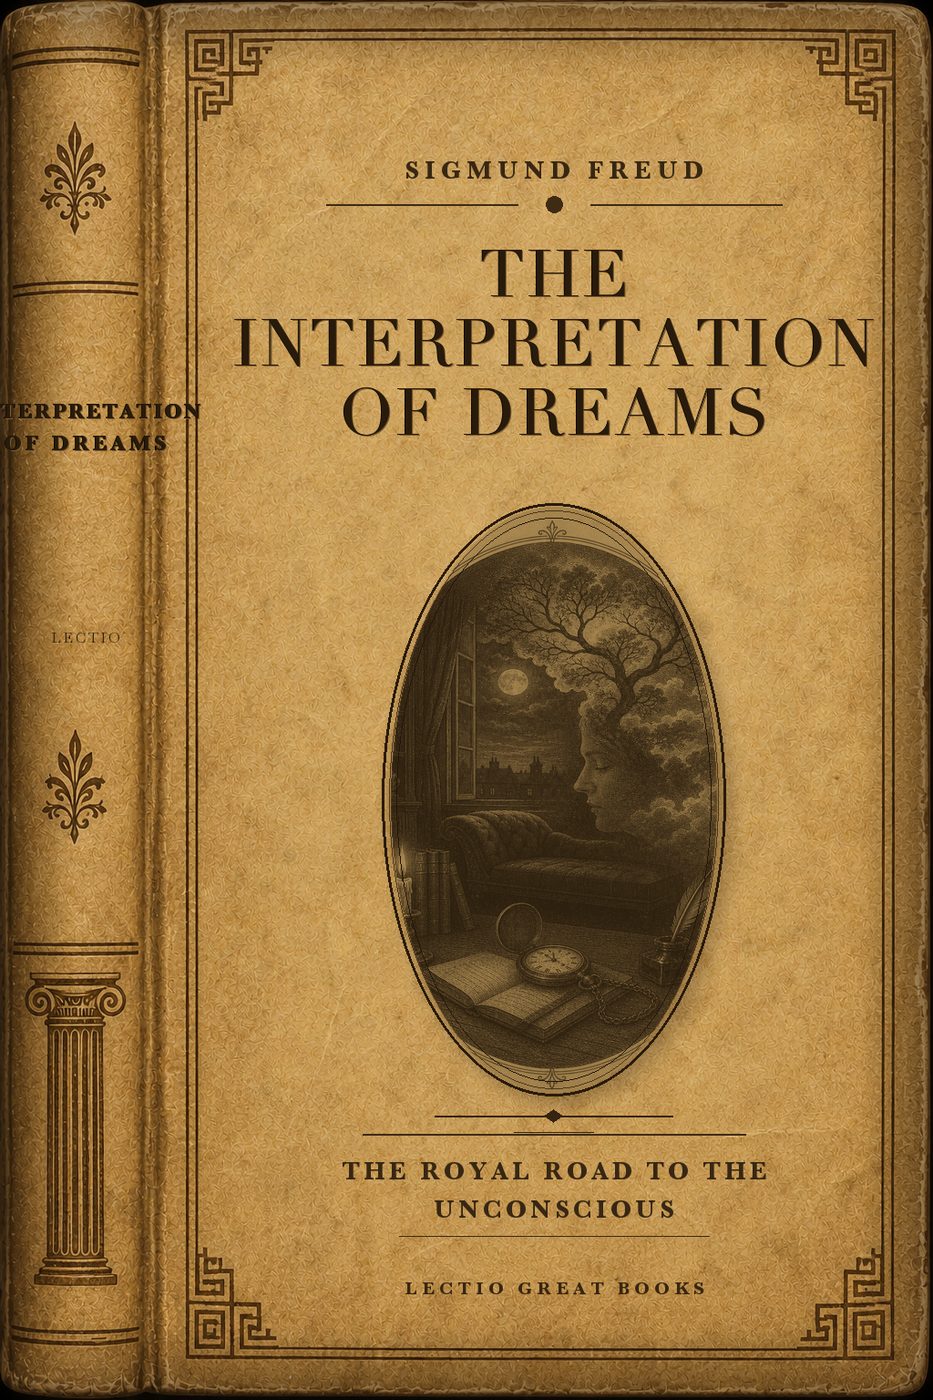 SIGMUND FREUD
THE
INTERPRETATION
OF DREAMS
THE ROYAL ROAD TO THE
UNCONSCIOUS
LECTIO GREAT BOOKS
TERPRETATION
OF DREAMS
LECTIO